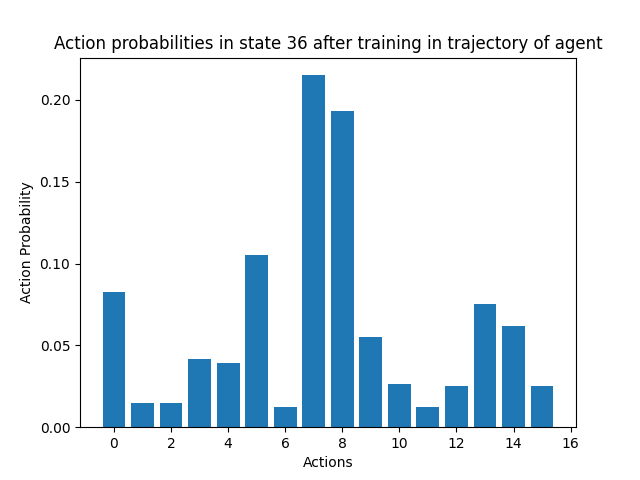 Action probabilities in state 36 after training in trajectory of agent
0.20
0.15
0.10
0.05
0.00
Action Probability
0 2 4 6 8 10 12 14 16
Actions